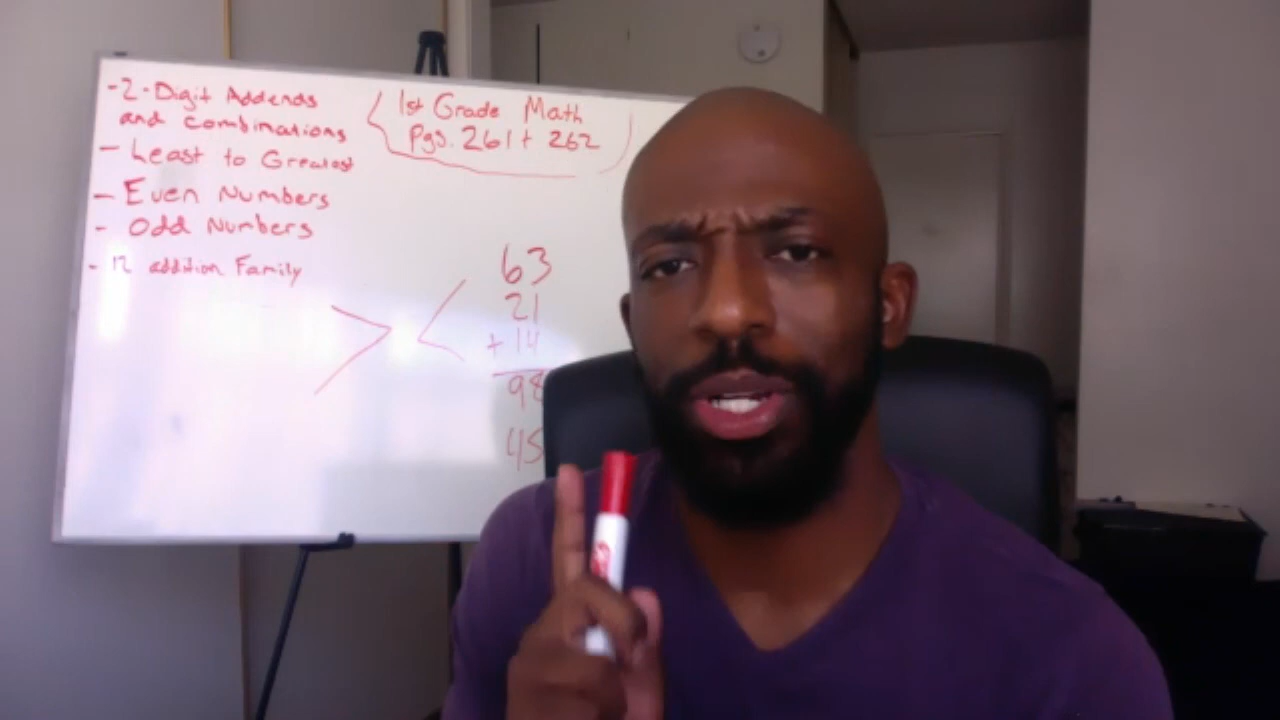 - 2-Digit Addends
and combinations
- Least to Greatest
- Even Numbers
- Odd Numbers
- 12 addition Family
1st Grade Math
Pgs. 261 + 262
63
21
+ 14
98
45